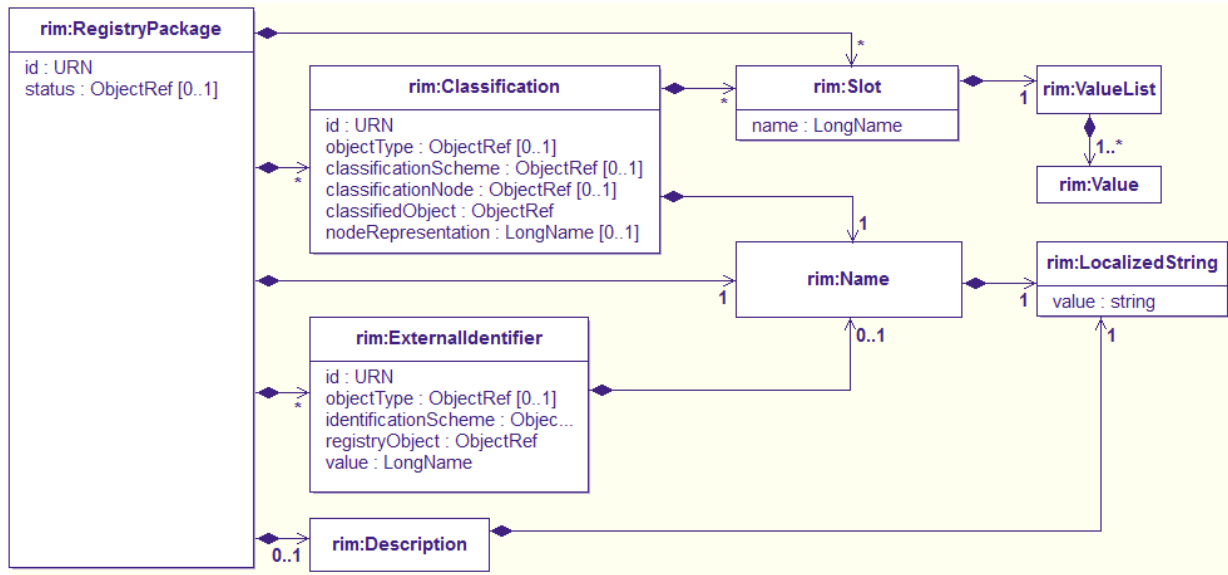 rim:RegistryPackage
id : URN
status : ObjectRef [0..1]
*
rim:Classification
id : URN
objectType : ObjectRef [0..1]
classificationScheme : ObjectRef [0..1]
classificationNode : ObjectRef [0..1]
classifiedObject : ObjectRef
nodeRepresentation : LongName [0..1]
*
*
rim:Slot
name : LongName
1
rim:ValueList
1..*
rim:Value
1
1
rim:Name
1
rim:LocalizedString
value : string
rim:ExternalIdentifier
id : URN
objectType : ObjectRef [0..1]
identificationScheme : Objec...
registryObject : ObjectRef
value : LongName
*
0..1
1
0..1
rim:Description